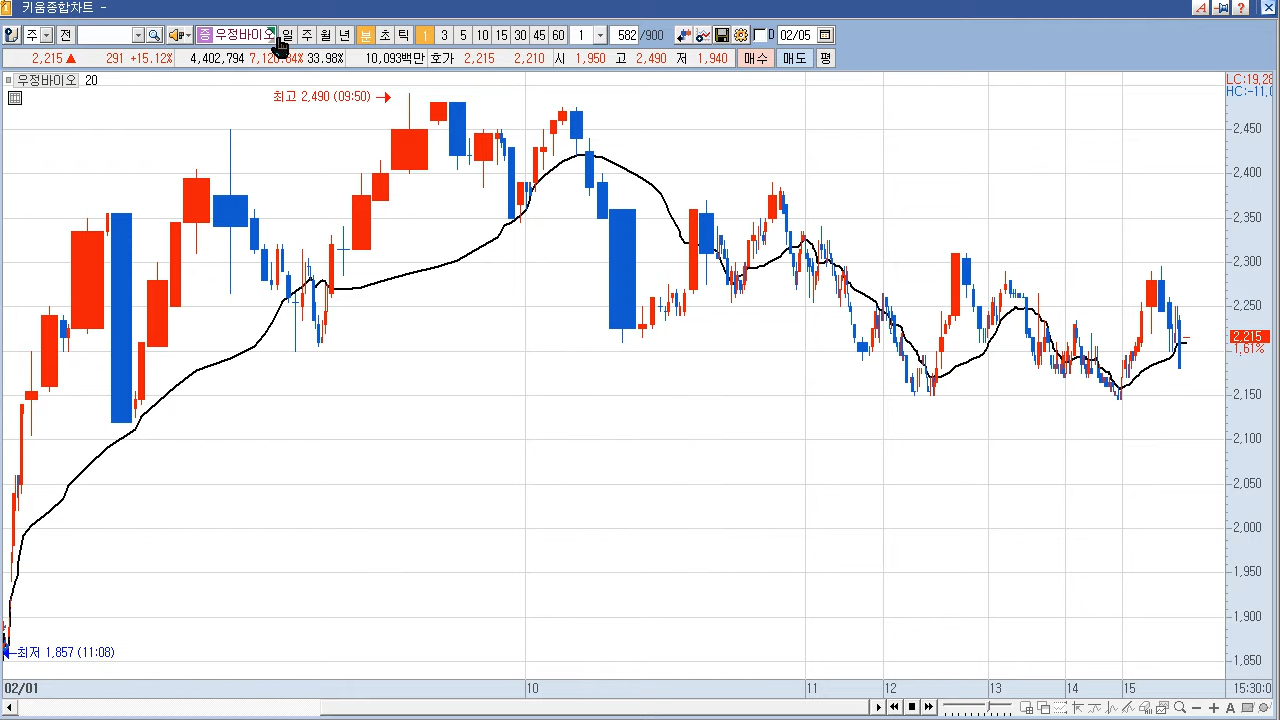 키움종합차트 -
주 전 증 우정바이오 일 주 월 년 분 초 틱 1 3 5 10 15 30 45 60 1 582 /900 D 02/05
2,215 ▲ 291 +15.12% 4,402,794 33.98% 10,093백만 호가 2,215 2,210 시 1,950 고 2,490 저 1,940 매수 매도 평
우정바이오 20
LC:19,26
HC:-11,0
최고 2,490 (09:50)
2,450
2,400
2,350
2,300
2,250
2,215
1,61%
2,150
2,100
2,050
2,000
1,950
1,900
최저 1,857 (11:08)
1,850
02/01 10 11 12 13 14 15 15:30:0